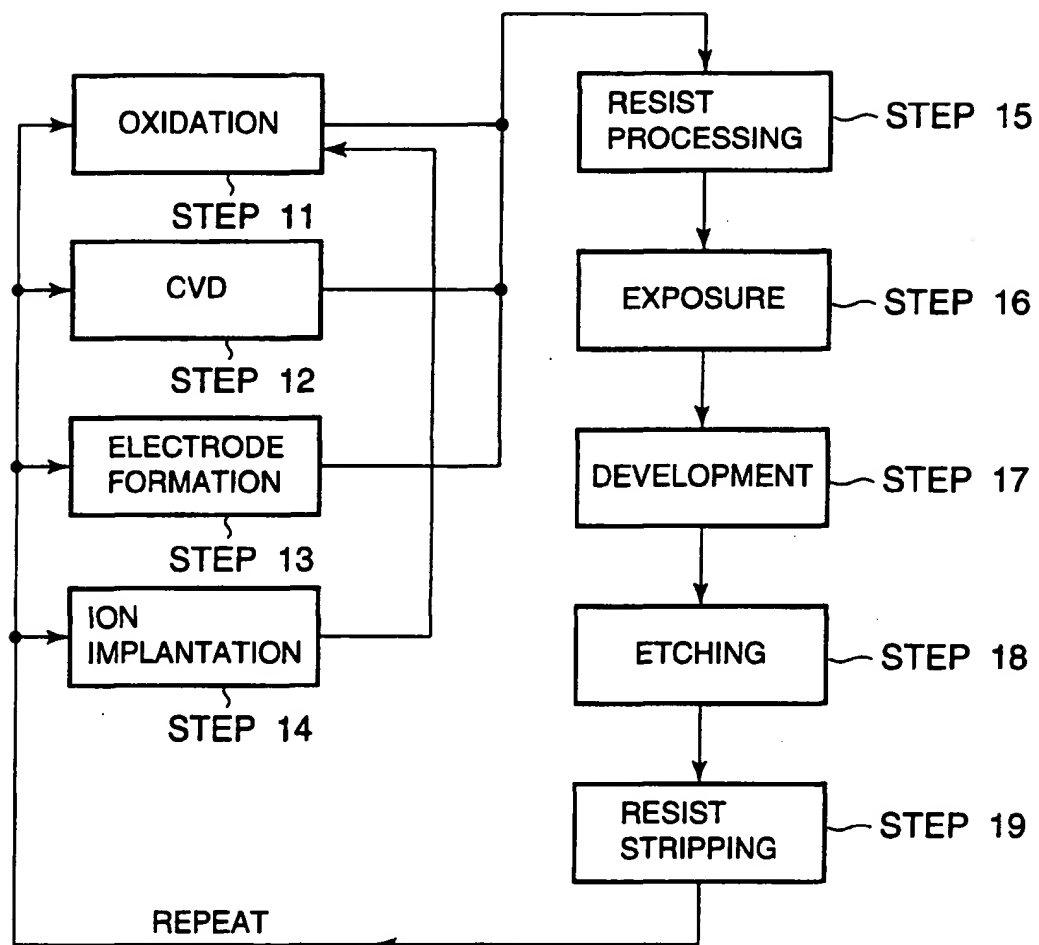 OXIDATION
STEP 11
CVD
STEP 12
ELECTRODE
FORMATION
STEP 13
ION
IMPLANTATION
STEP 14
REPEAT
RESIST
PROCESSING
STEP 15
EXPOSURE
STEP 16
DEVELOPMENT
STEP 17
ETCHING
STEP 18
RESIST
STRIPPING
STEP 19